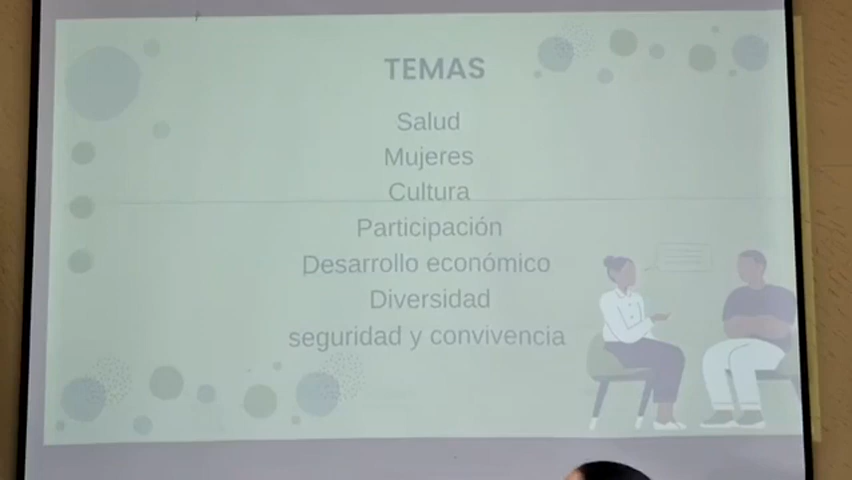 TEMAS
Salud
Mujeres
Cultura
Participación
Desarrollo económico
Diversidad
seguridad y convivencia